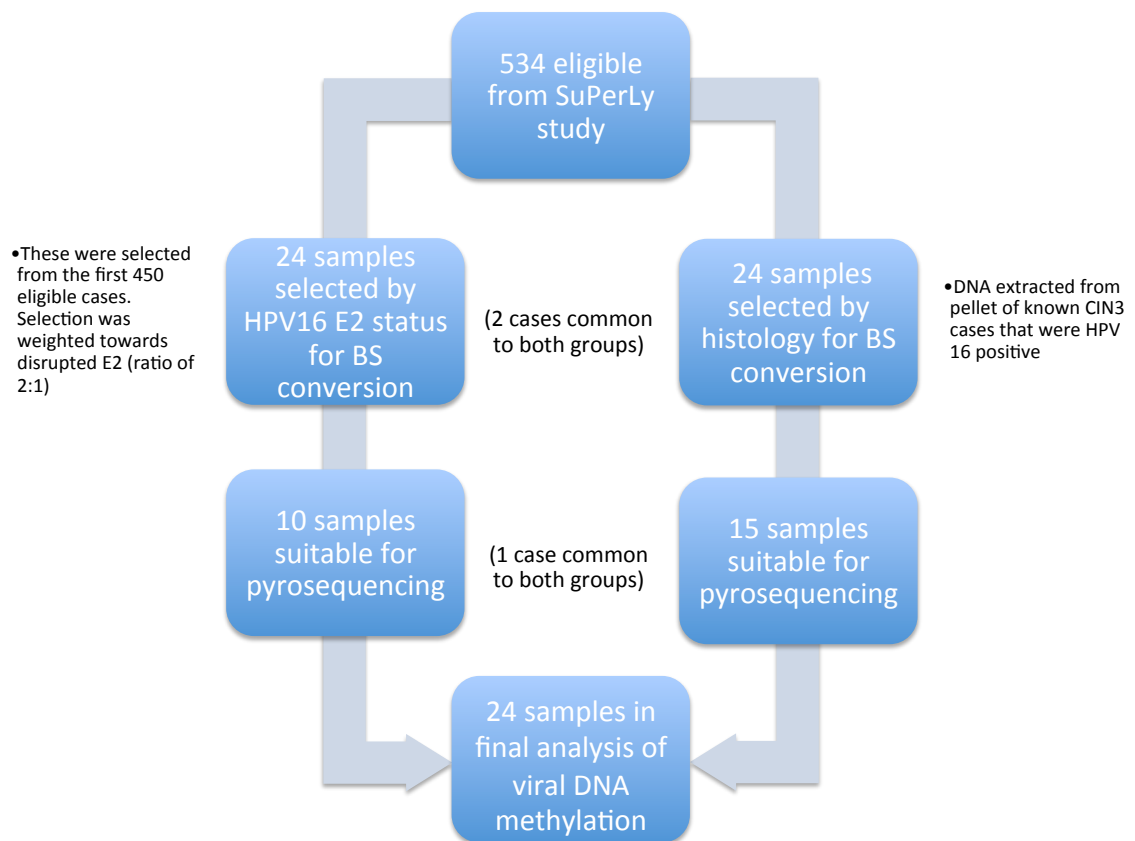 534 eligible
from SuPerLy
study
•These were selected
from the first 450
eligible cases.
Selection was
weighted towards
disrupted E2 (ratio of
2:1)
24 samples
selected by
HPV16 E2 status
for BS
conversion
(2 cases common
to both groups)
24 samples
selected by
histology for BS
conversion
•DNA extracted from
pellet of known CIN3
cases that were HPV
16 positive
10 samples
suitable for
pyrosequencing
(1 case common
to both groups)
15 samples
suitable for
pyrosequencing
24 samples in
final analysis of
viral DNA
methylation